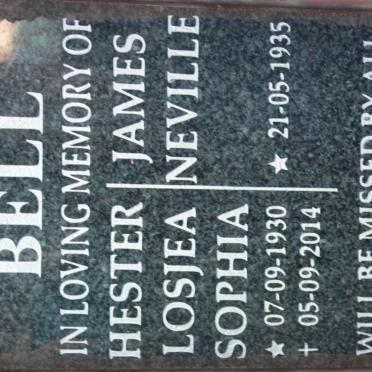 BELL
IN LOVING MEMORY OF
HESTER JAMES
LOSJEA NEVILLE
SOPHIA
★ 07-09-1930 ★ 21-05-1935
† 05-09-2014
WILL BE MISSED BY ALL